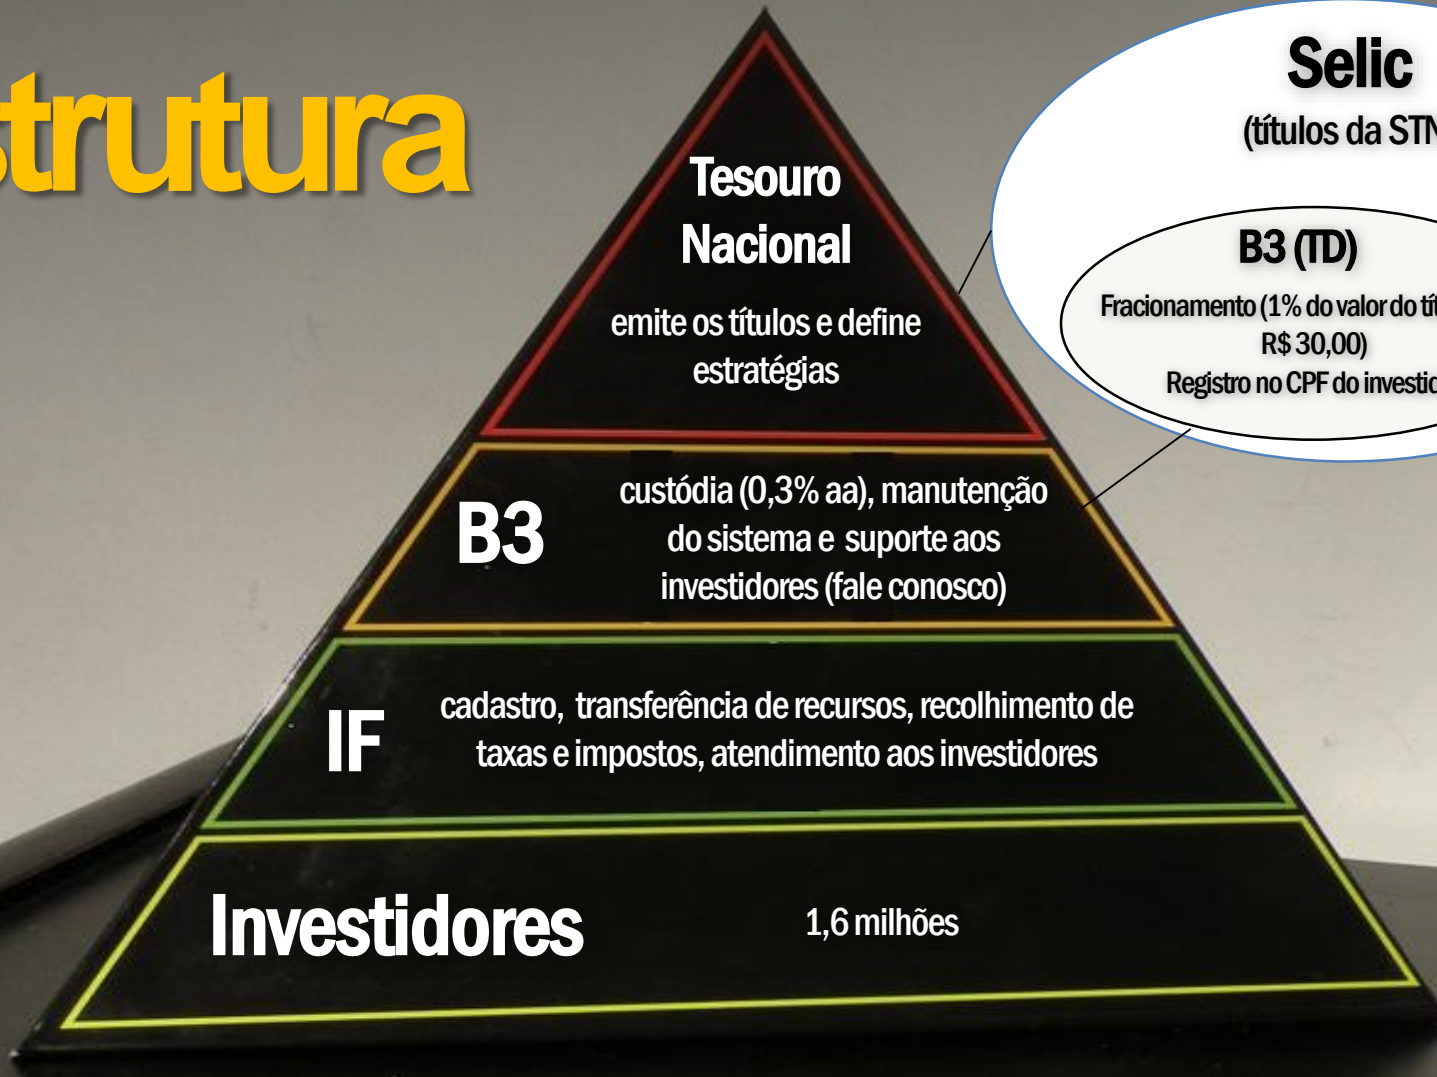 strutura
Selic
(títulos da STN
B3 (TD)
Fracionamento (1% do valor do tít
R$ 30,00)
Registro no CPF do investid
Tesouro
Nacional
emite os títulos e define
estratégias
B3
custódia (0,3% aa), manutenção
do sistema e suporte aos
investidores (fale conosco)
IF
cadastro, transferência de recursos, recolhimento de
taxas e impostos, atendimento aos investidores
Investidores
1,6 milhões